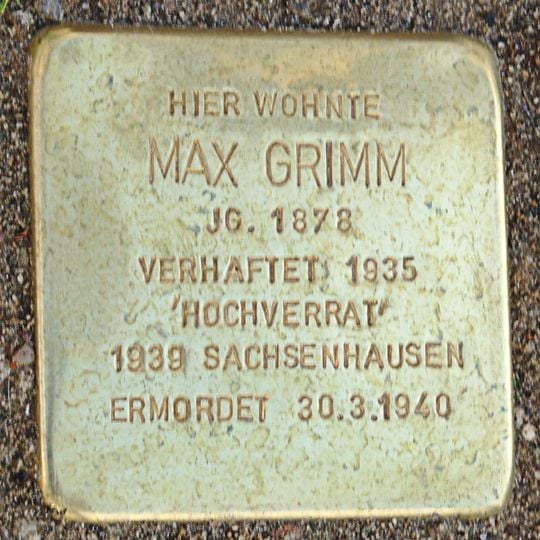 HIER WOHNTE
MAX GRIMM
JG. 1878
VERHAFTET 1935
'HOCHVERRAT'
1939 SACHSENHAUSEN
ERMORDET 30.3.1940